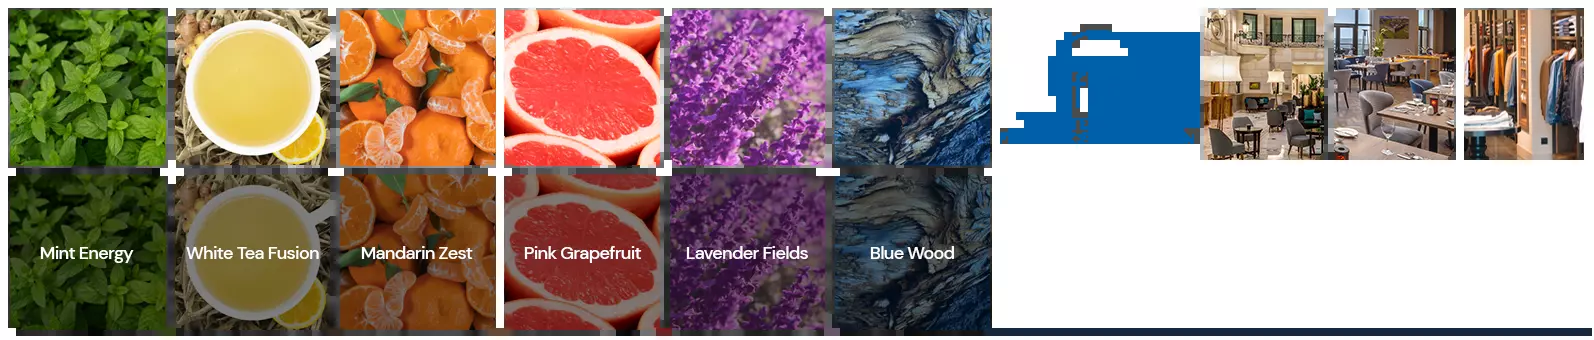 Mint Energy
White Tea Fusion
Mandarin Zest
Pink Grapefruit
Lavender Fields
Blue Wood